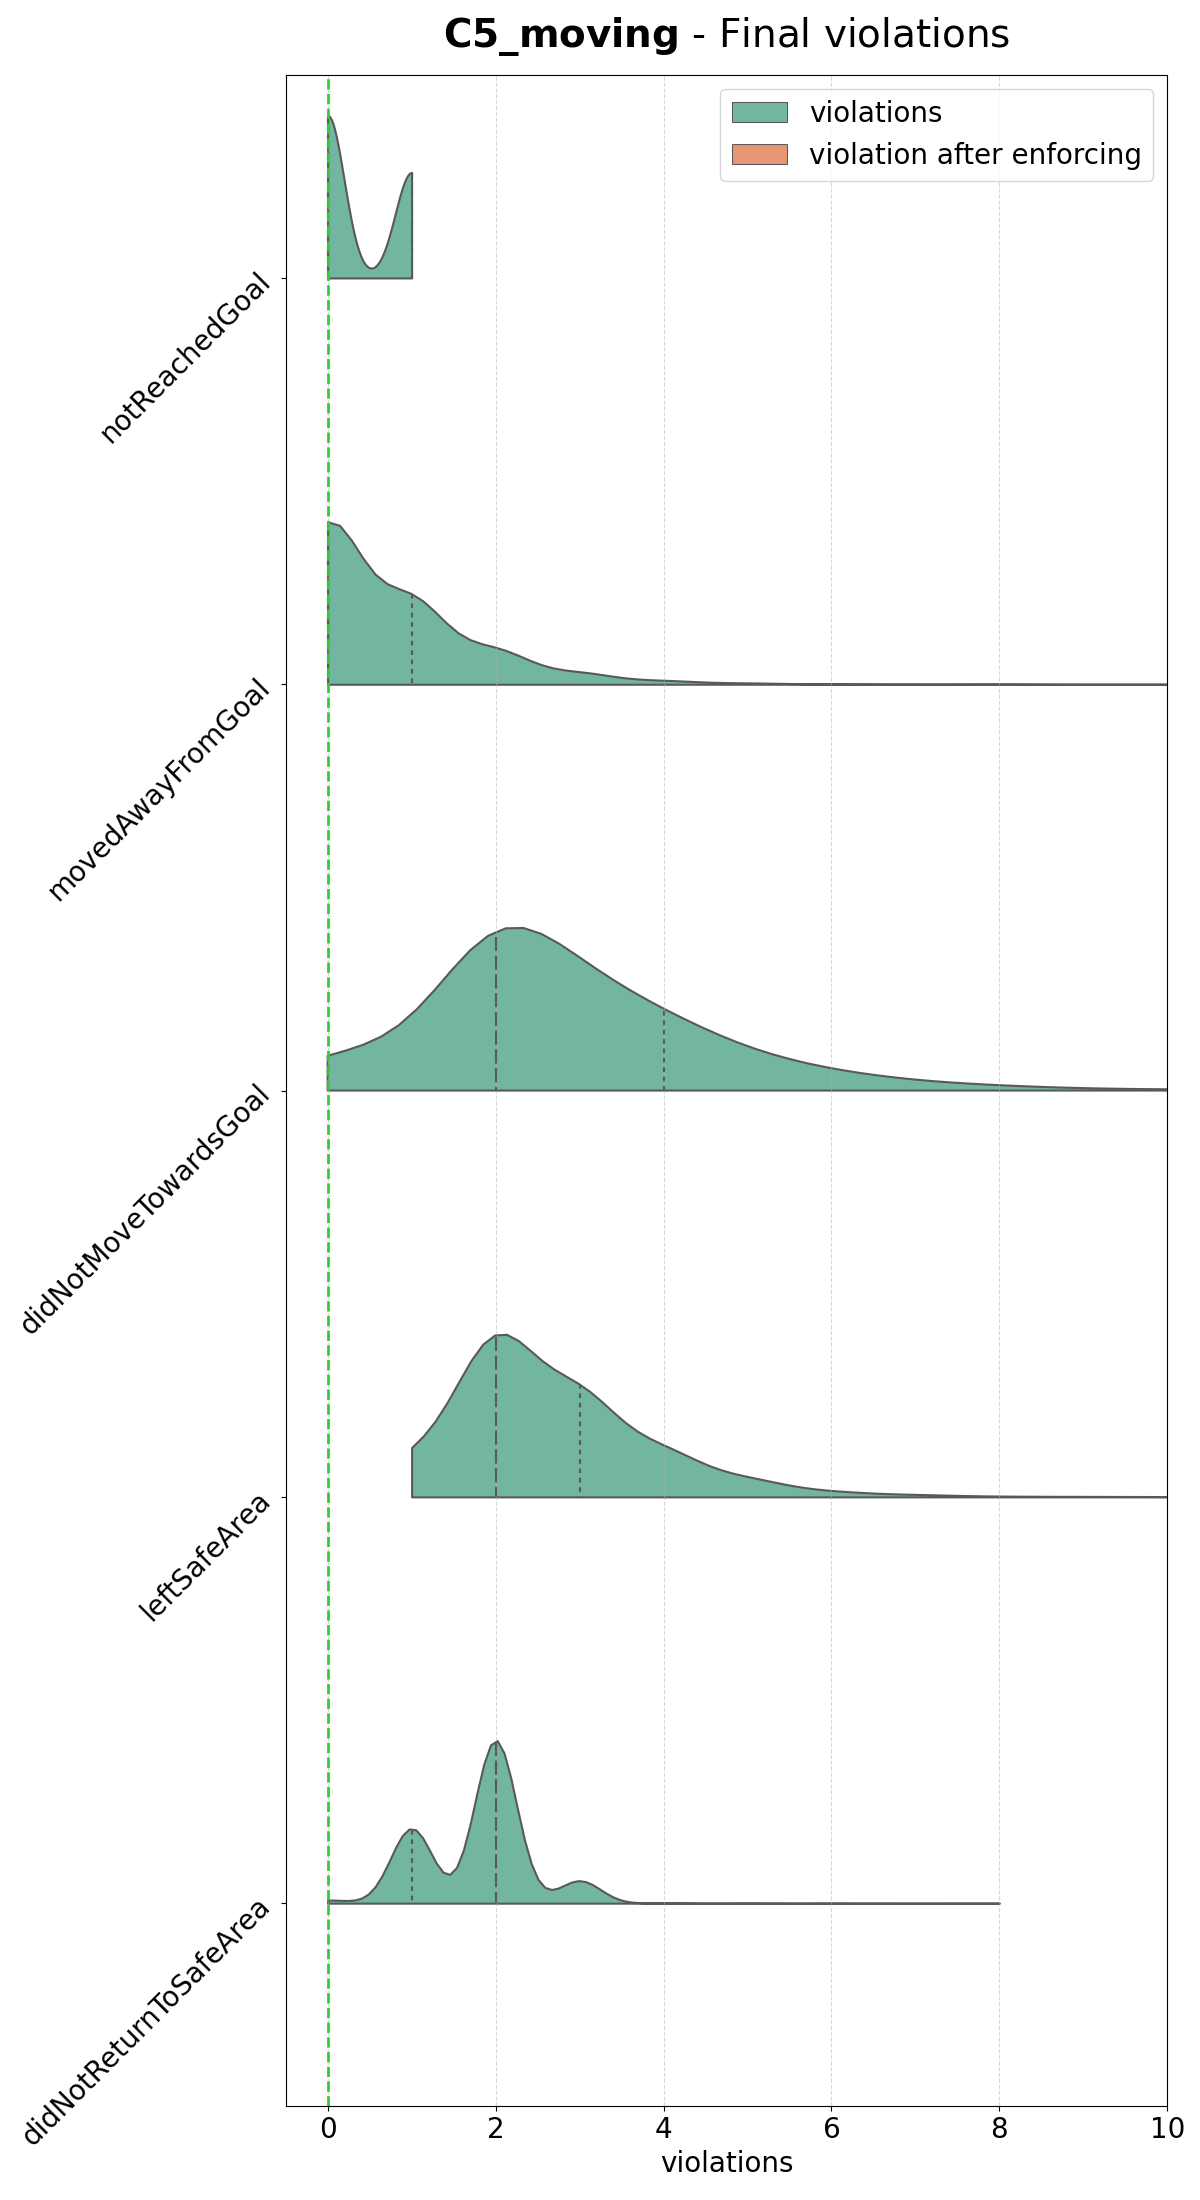 C5_moving - Final violations
violations
violation after enforcing
notReachedGoal
movedAwayFromGoal
didNotMoveTowardsGoal
leftSafeArea
didNotReturnToSafeArea
0 2 4 6 8 10
violations